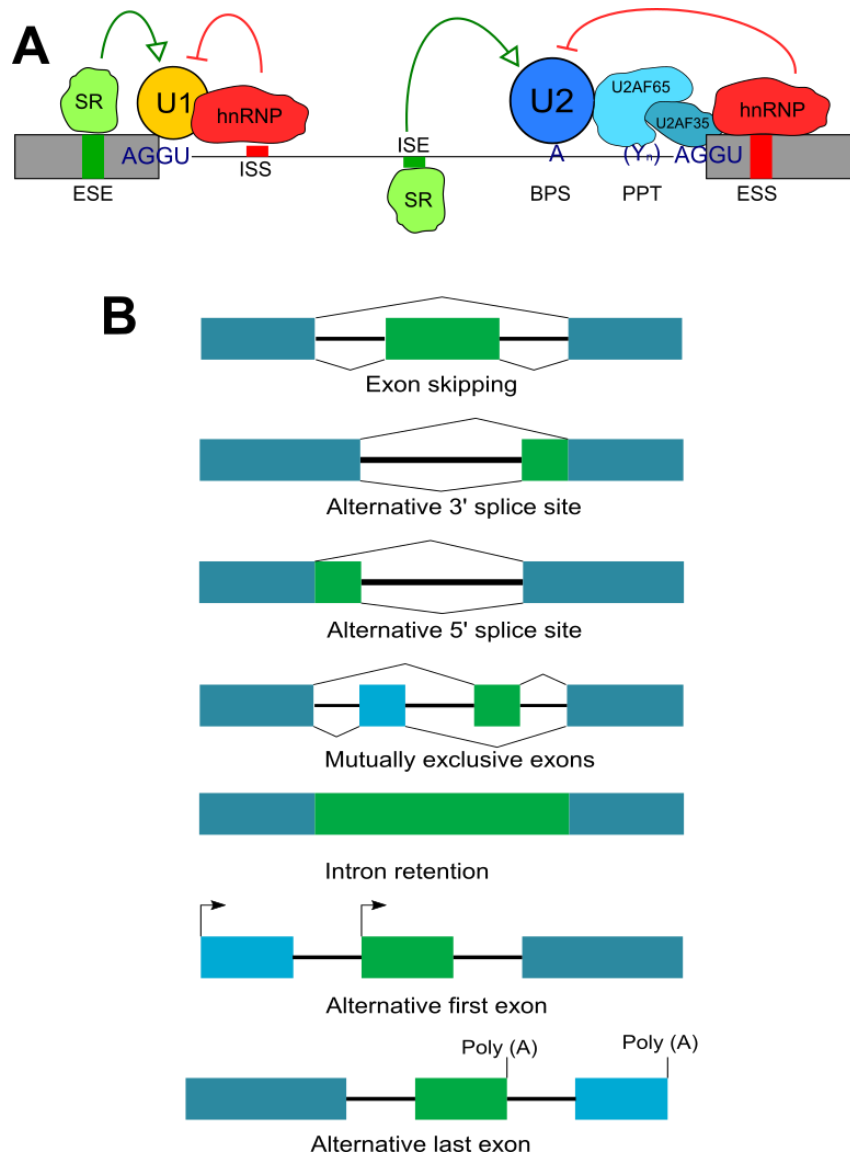 A
SR
U1
hnRNP
U2
U2AF65
U2AF35
hnRNP
ISE
AGGU
A
(Yn)
AGGU
ESE
ISS
SR
BPS
PPT
ESS
B
Exon skipping
Alternative 3' splice site
Alternative 5' splice site
Mutually exclusive exons
Intron retention
Alternative first exon
Poly (A)
Poly (A)
Alternative last exon